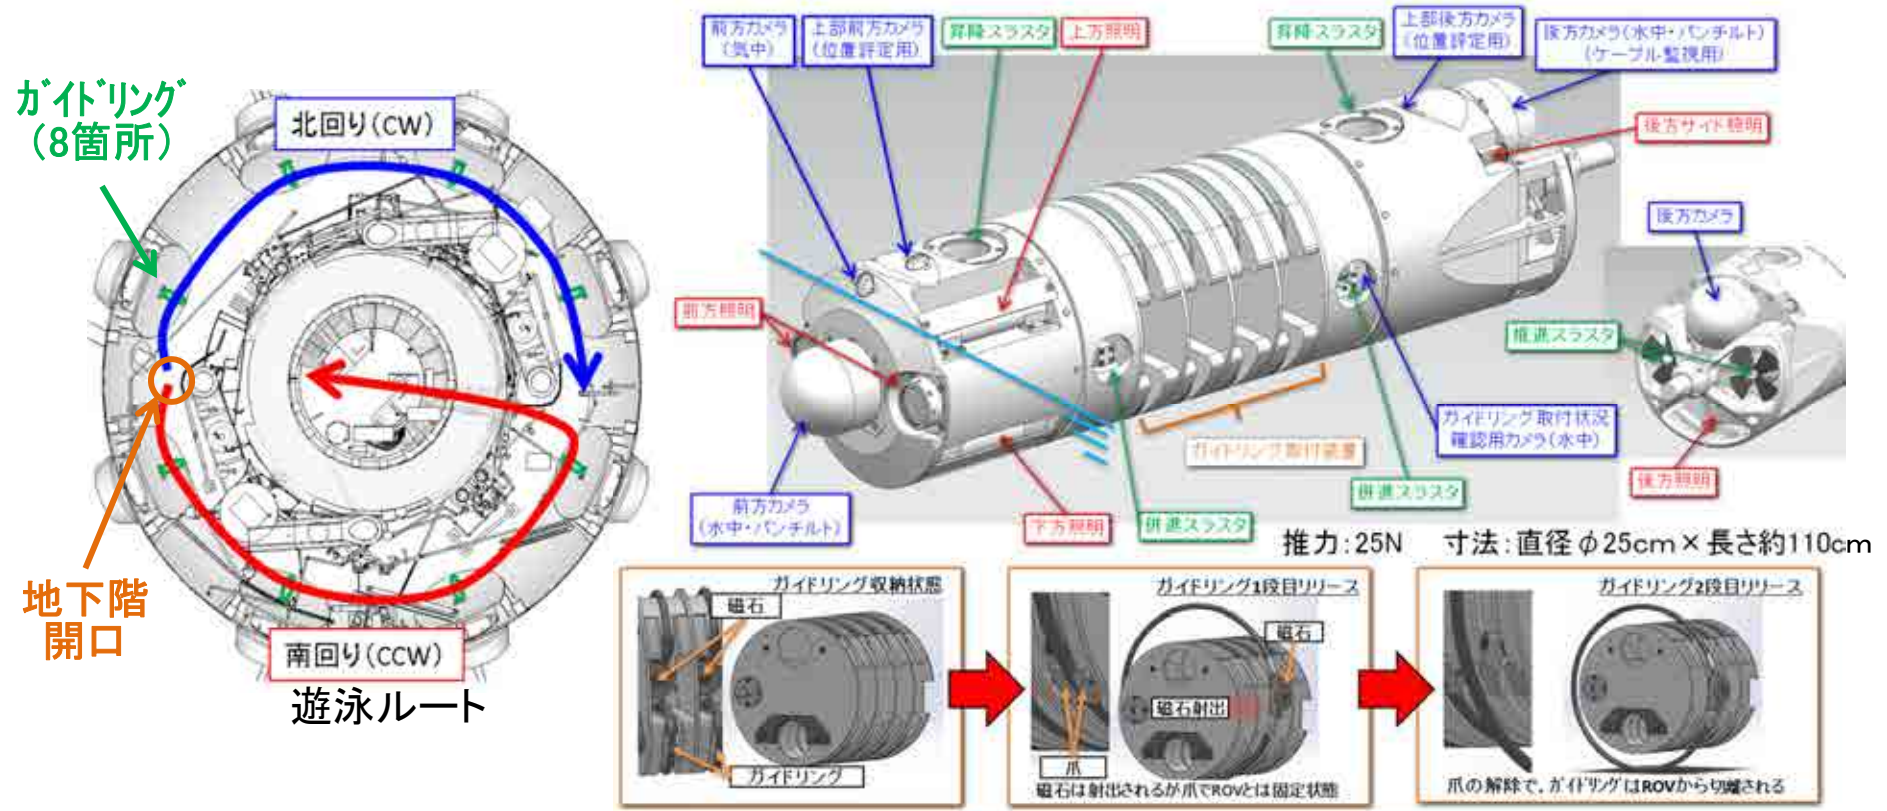 ガイドリング
（8箇所）
北回り(CW)
地下階
開口
南回り(CCW)
遊泳ルート
前方カメラ
(気中)
上部前方カメラ
(位置評定用)
昇降スラスタ
上方照明
昇降スラスタ
上部後方カメラ
(位置評定用)
後方カメラ(水中・パンチルト)
(ケーブル監視用)
後方サイド照明
後方カメラ
前方照明
推進スラスタ
ガイドリング取付状況
確認用カメラ(水中)
ガイドリング取付装置
後方照明
併進スラスタ
前方カメラ
(水中・パンチルト)
下方照明
併進スラスタ
推力:25N
寸法:直径φ25cm×長さ約110cm
ガイドリング収納状態
磁石
ガイドリング
ガイドリング1段目リリース
磁石
磁石射出
爪
磁石は射出されるが爪でROVとは固定状態
ガイドリング2段目リリース
爪の解除で、ガイドリングはROVから切離される